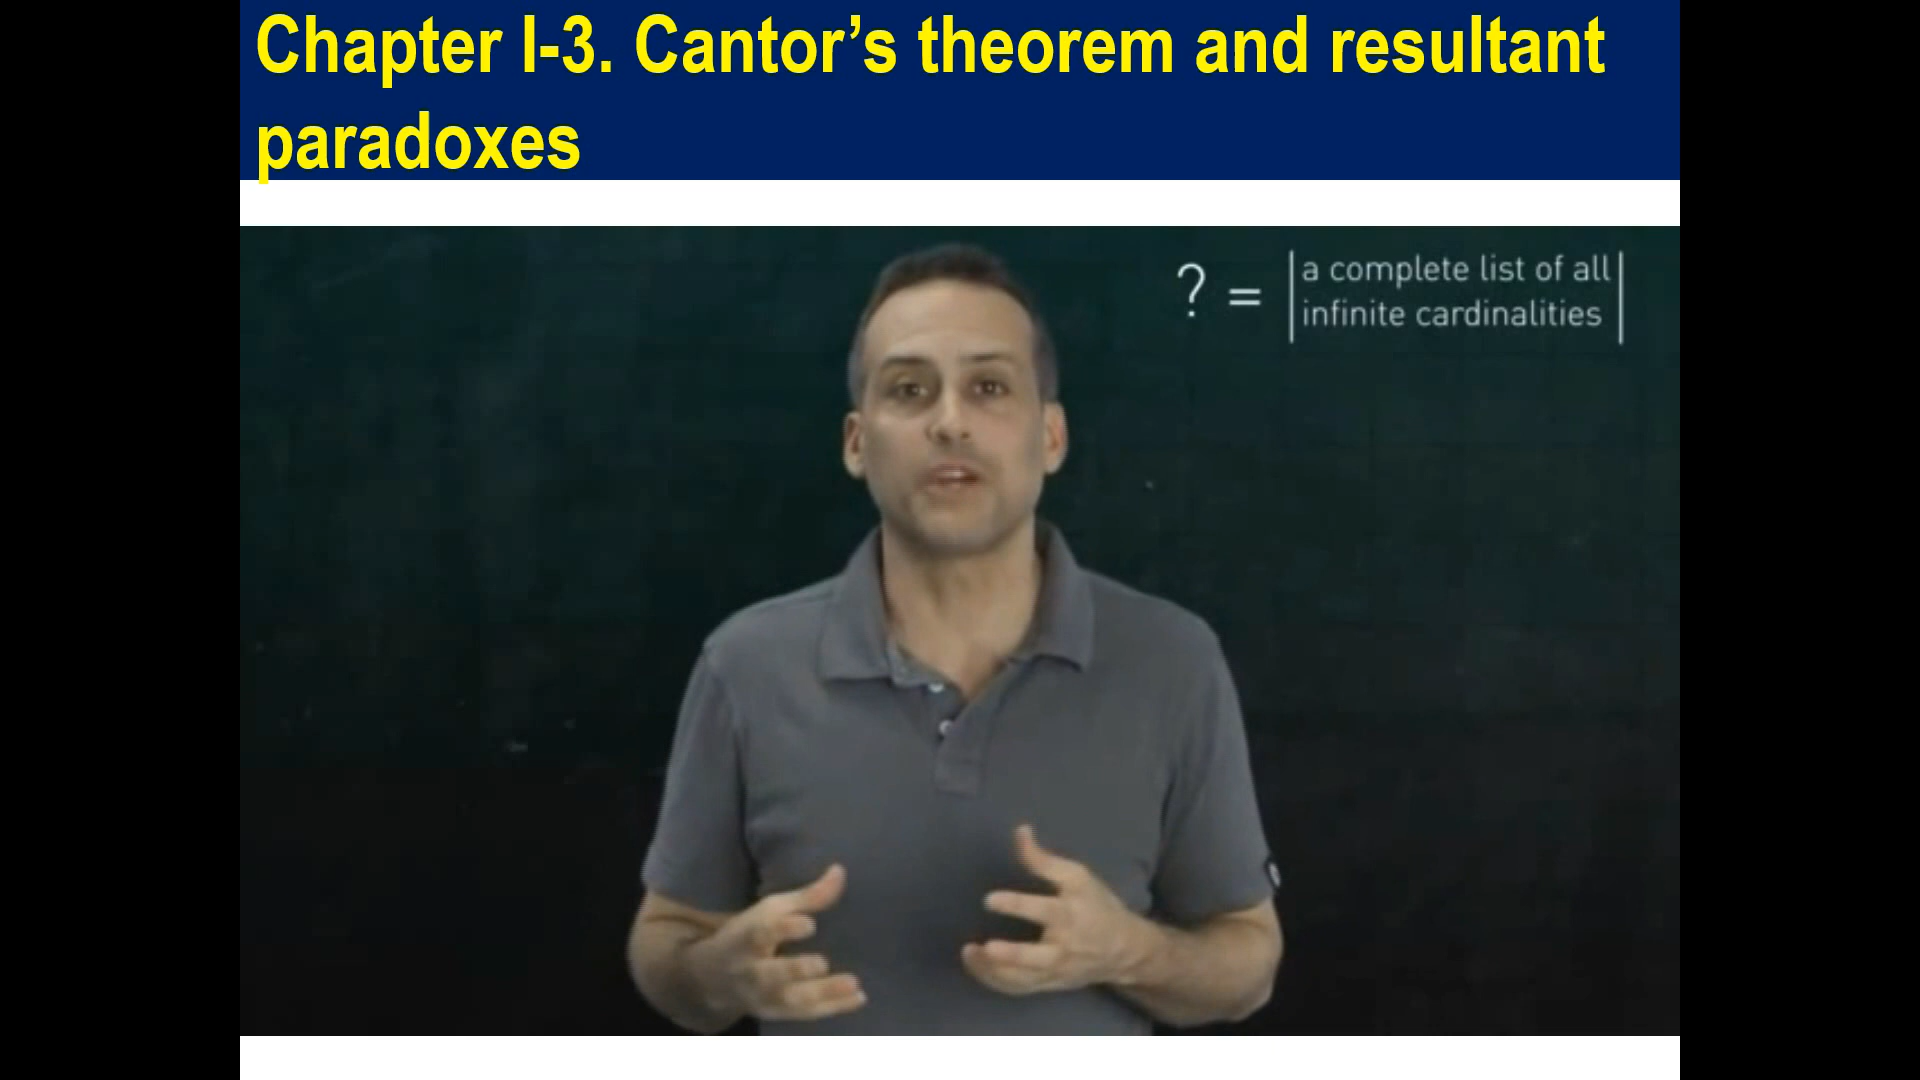 Chapter I-3. Cantor’s theorem and resultant
paradoxes
? = |a complete list of all
infinite cardinalities|